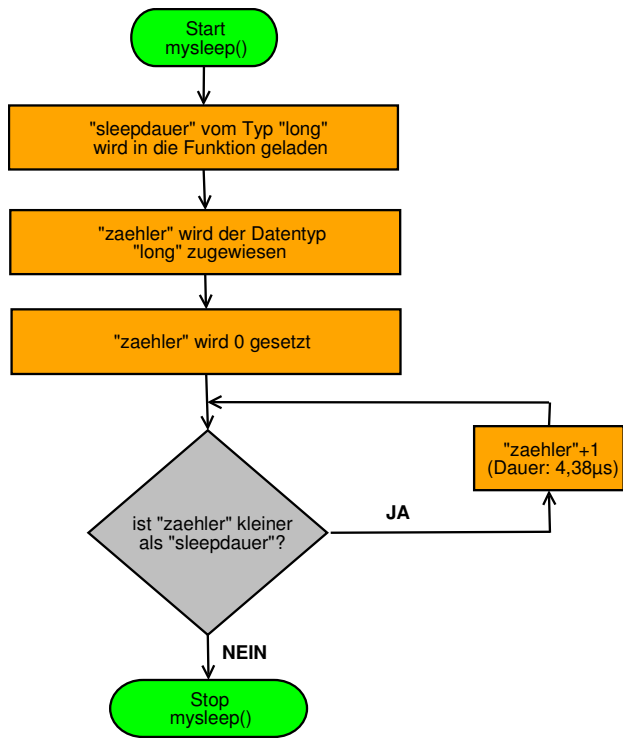 Start
mysleep()
"sleepdauer" vom Typ "long"
wird in die Funktion geladen
"zaehler" wird der Datentyp
"long" zugewiesen
"zaehler" wird 0 gesetzt
"zaehler"+1
(Dauer: 4,38µs)
ist "zaehler" kleiner
als "sleepdauer"?
JA
NEIN
Stop
mysleep()